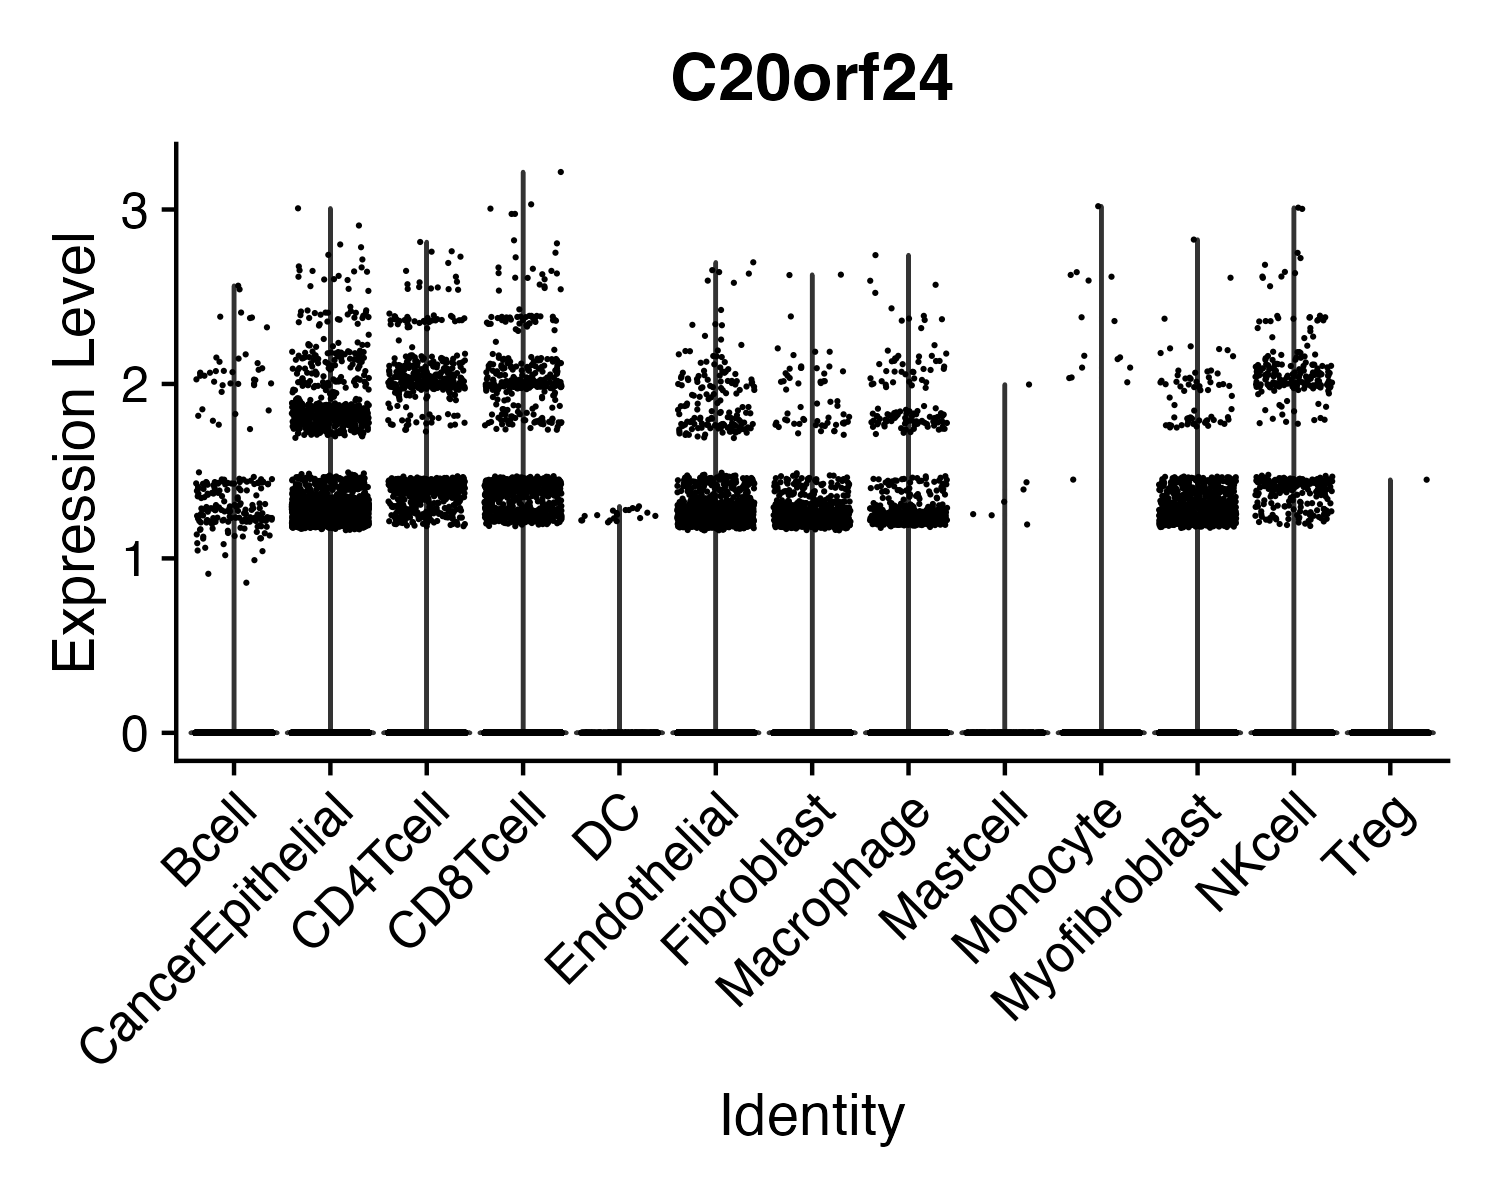 C20orf24
Expression Level
3
2
1
0
Bcell
CancerEpithelial
CD4Tcell
CD8Tcell
DC
Endothelial
Fibroblast
Macrophage
Mastcell
Monocyte
Myofibroblast
NKcell
Treg
Identity